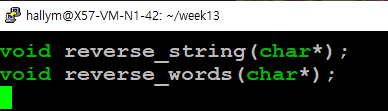 hallym@X57-VM-N1-42: ~/week13
void reverse_string(char*);
void reverse_words(char*);